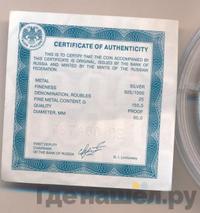 CERTIFICATE OF AUTHENTICITY
THIS IS TO CERTIFY THAT THE COIN ACCOMPANIED BY
THIS CERTIFICATE IS ORIGINAL, ISSUED BY THE BANK OF
RUSSIA AND MINTED BY THE MINTS OF THE RUSSIAN
FEDERATION.
METAL SILVER
FINENESS 925/1000
DENOMINATION, ROUBLES 25
FINE METAL CONTENT, G 155,5
QUALITY PROOF
DIAMETER, MM 60,0
FIRST DEPUTY
CHAIRMAN
OF THE BANK OF RUSSIA
где нашел.ру